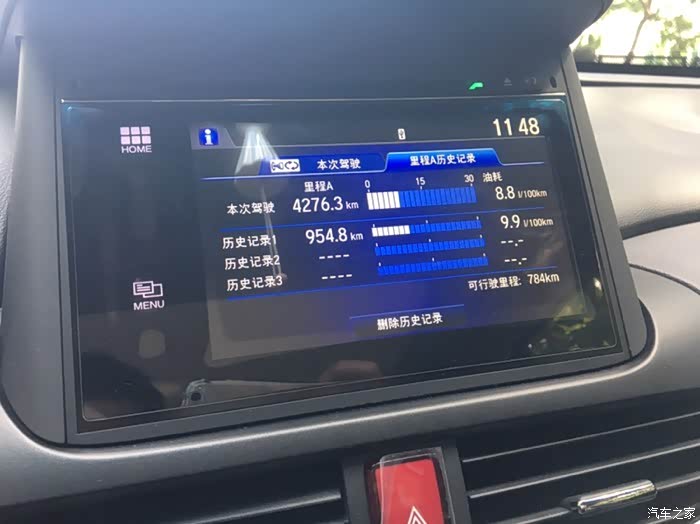 HOME
11 48
本次驾驶 里程A历史记录
里程A 0 15 30 油耗
本次驾驶 4276.3 km 8.8 l/100km
历史记录1 954.8 km 9.9 l/100km
历史记录2 ---- --.-
历史记录3 ---- --.-
MENU
可行驶里程: 784km
删除历史记录
汽车之家